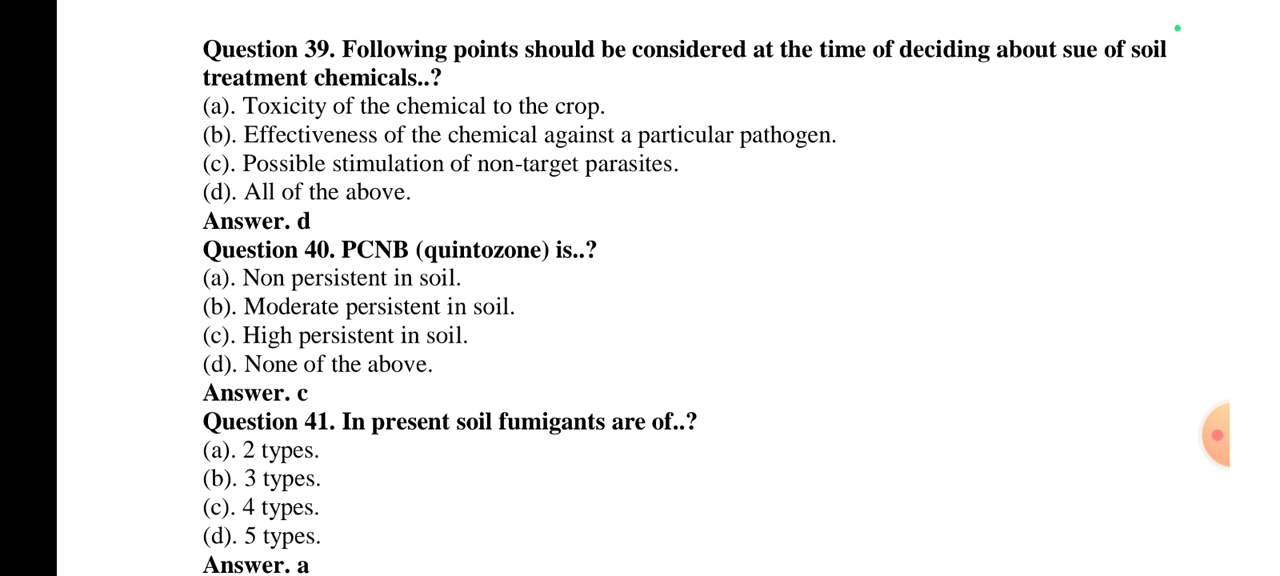 Question 39. Following points should be considered at the time of deciding about sue of soil
treatment chemicals..?
(a). Toxicity of the chemical to the crop.
(b). Effectiveness of the chemical against a particular pathogen.
(c). Possible stimulation of non-target parasites.
(d). All of the above.
Answer. d
Question 40. PCNB (quintozone) is..?
(a). Non persistent in soil.
(b). Moderate persistent in soil.
(c). High persistent in soil.
(d). None of the above.
Answer. c
Question 41. In present soil fumigants are of..?
(a). 2 types.
(b). 3 types.
(c). 4 types.
(d). 5 types.
Answer. a